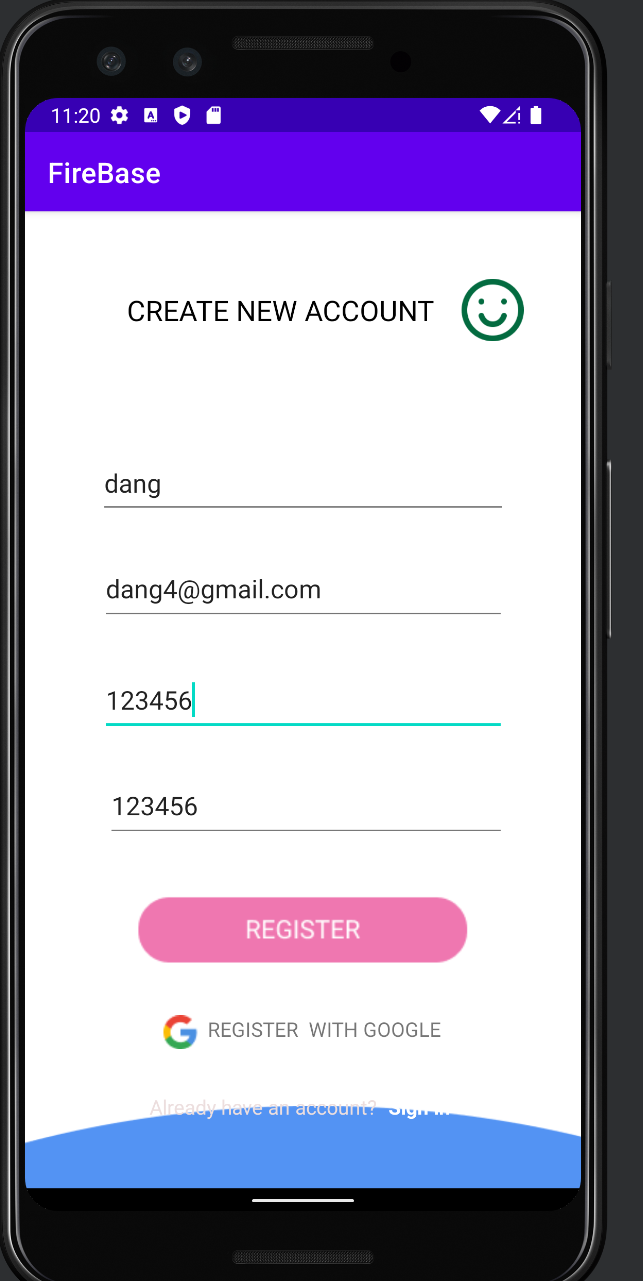 11:20
FireBase
CREATE NEW ACCOUNT
dang
dang4@gmail.com
123456
123456
REGISTER
REGISTER WITH GOOGLE
Already have an account? Sign in